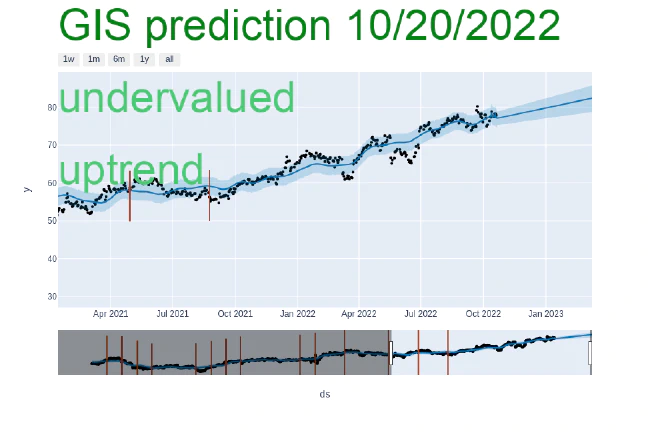 GIS prediction 10/20/2022
1w 1m 6m 1y all
undervalued
80
70
uptrend
60
y
50
40
30
Apr 2021 Jul 2021 Oct 2021 Jan 2022 Apr 2022 Jul 2022 Oct 2022 Jan 2023
ds